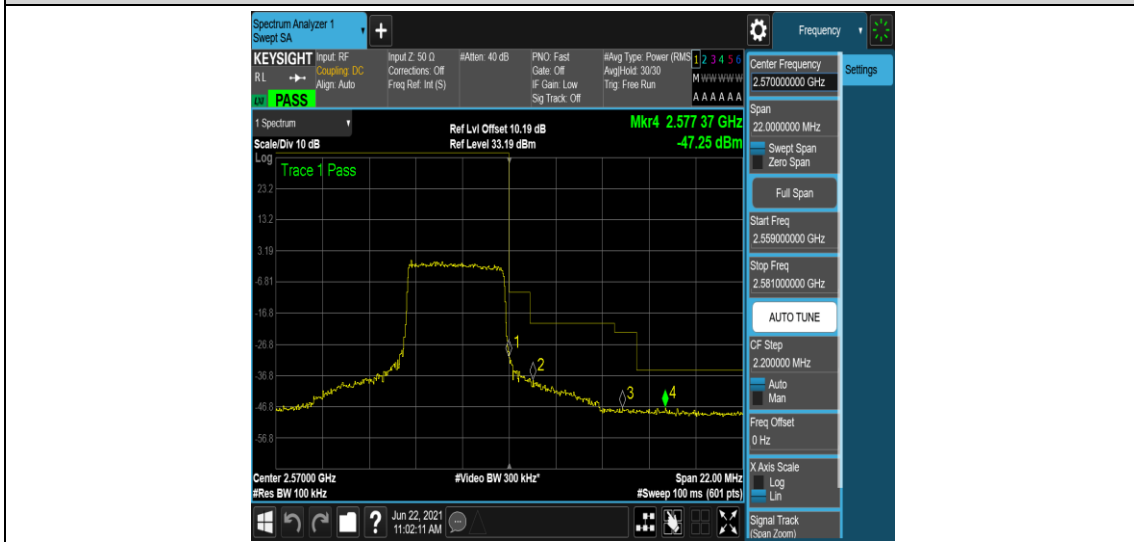 Spectrum Analyzer 1
Swept SA
+
Frequency
KEYSIGHT
RL
PASS
Input: RF
Coupling: DC
Align: Auto
Input Z: 50 Ω
Corrections: Off
Freq Ref: Int (S)
#Atten: 40 dB
PNO: Fast
Gate: Off
IF Gain: Low
Sig Track: Off
#Avg Type: Power (RMS
Avg|Hold: 30/30
Trig: Free Run
1 2 3 4 5 6
M W W W W W
A A A A A A
Center Frequency
2.570000000 GHz
Settings
1 Spectrum
Scale/Div 10 dB
Ref Lvl Offset 10.19 dB
Ref Level 33.19 dBm
Mkr4 2.577 37 GHz
-47.25 dBm
Log
Trace 1 Pass
23.2
13.2
3.19
-6.81
-16.8
-26.8
-36.8
-46.8
-56.8
1
2
3
4
Span
22.0000000 MHz
Swept Span
Zero Span
Full Span
Start Freq
2.559000000 GHz
Stop Freq
2.581000000 GHz
AUTO TUNE
CF Step
2.200000 MHz
Auto
Man
Freq Offset
0 Hz
X Axis Scale
Log
Lin
Signal Track
(Span Zoom)
Center 2.57000 GHz
#Res BW 100 kHz
#Video BW 300 kHz*
Span 22.00 MHz
#Sweep 100 ms (601 pts)
?
Jun 22, 2021
11:02:11 AM